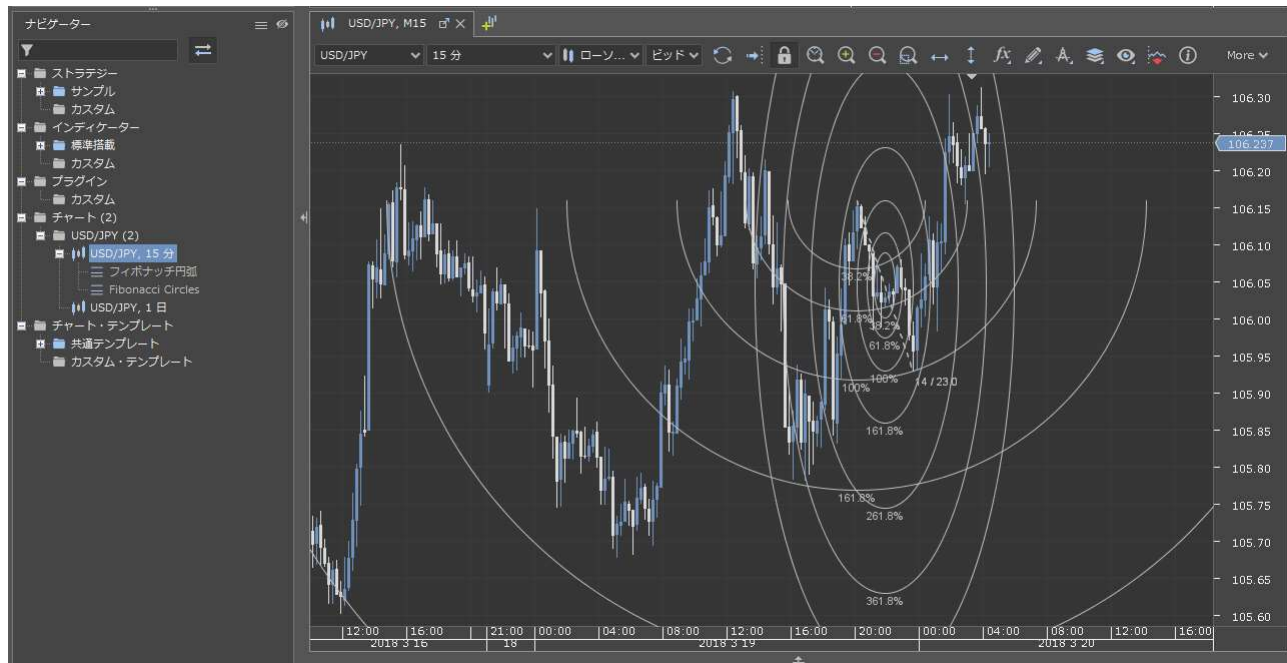 ナビゲーター
ストラテジー
サンプル
カスタム
インディケーター
標準搭載
カスタム
プラグイン
カスタム
チャート (2)
USD/JPY (2)
USD/JPY, 15 分
フィボナッチ円弧
Fibonacci Circles
USD/JPY, 1 日
チャート・テンプレート
共通テンプレート
カスタム・テンプレート
USD/JPY, M15
USD/JPY 15 分 ローソ... ビッド More
106.30
106.25
106.237
106.20
106.15
106.10
106.05
106.00
105.95
105.90
105.85
105.80
105.75
105.70
105.65
105.60
38.2%
61.8%
38.2%
61.8%
100%
100%
14 / 23.0
161.8%
161.8%
261.8%
361.8%
12:00 16:00 21:00 00:00 04:00 08:00 12:00 16:00 20:00 00:00 04:00 08:00 12:00 16:00
2018 3 16 18 2018 3 19 2018 3 20